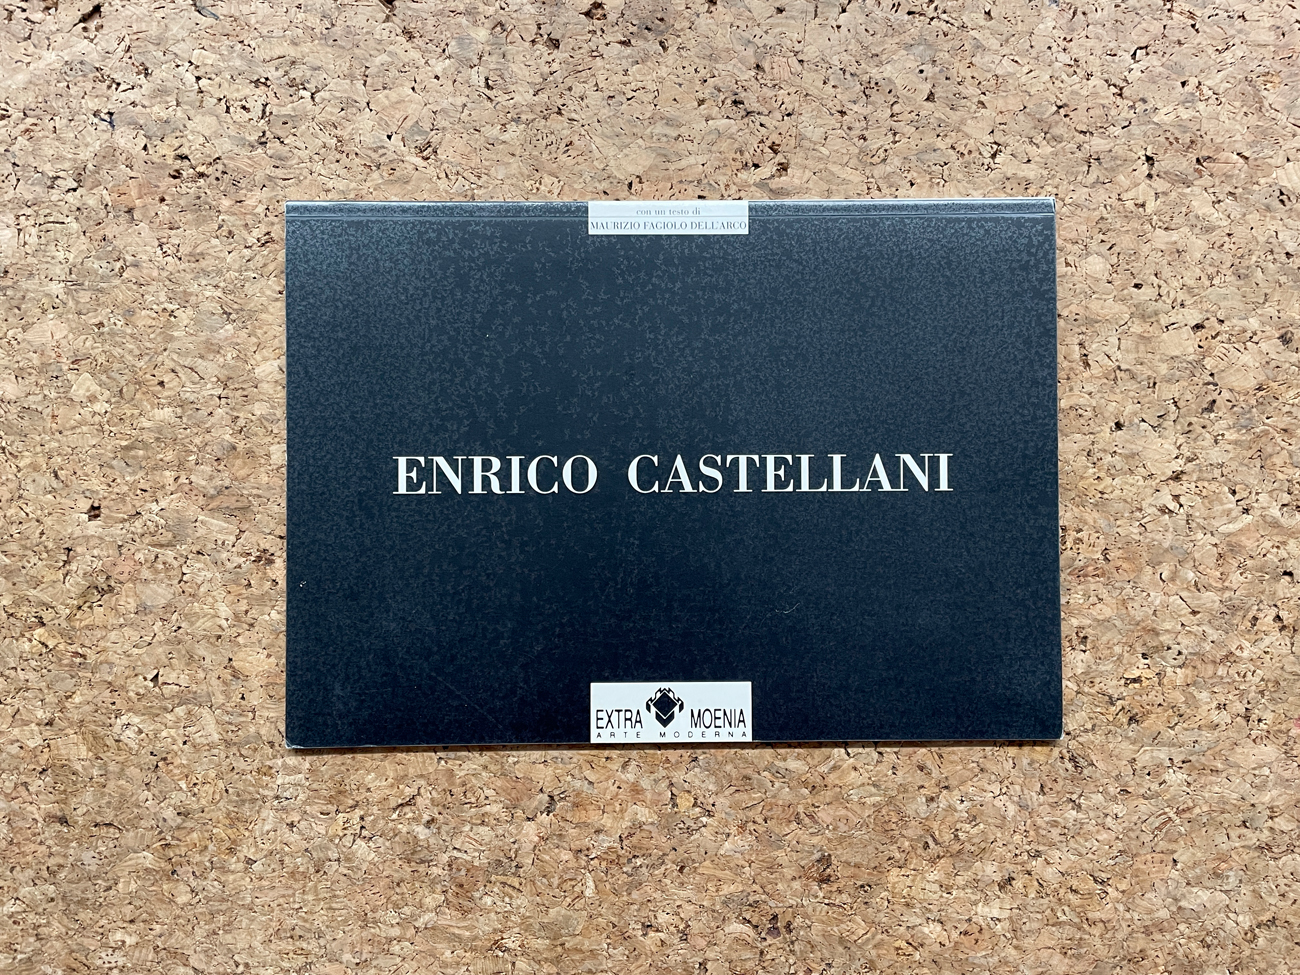 con un testo di
MAURIZIO FAGIOLO DELL'ARCO
ENRICO CASTELLANI
EXTRA MOENIA
ARTE MODERNA